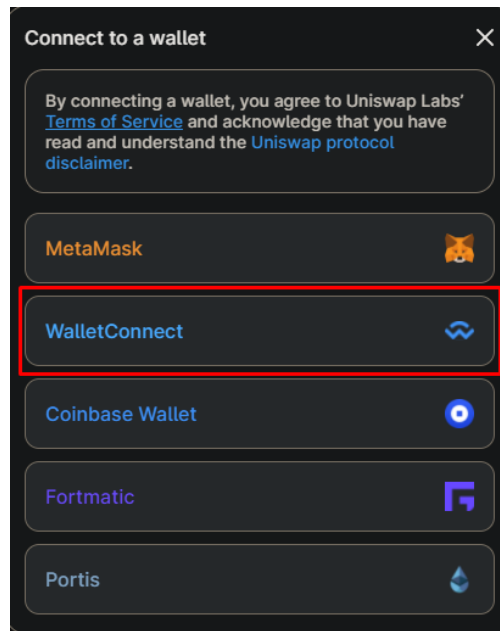 Connect to a wallet
By connecting a wallet, you agree to Uniswap Labs’
Terms of Service and acknowledge that you have
read and understand the Uniswap protocol
disclaimer.
MetaMask
WalletConnect
Coinbase Wallet
Fortmatic
Portis